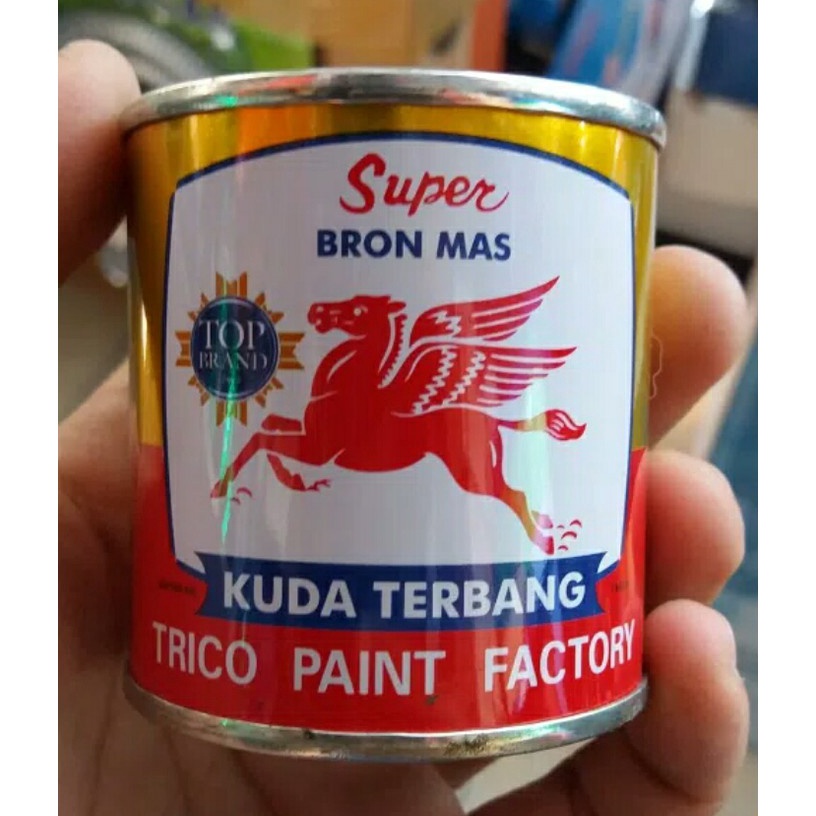 Super
BRON MAS
TOP
BRAND
KUDA TERBANG
TRICO PAINT FACTORY